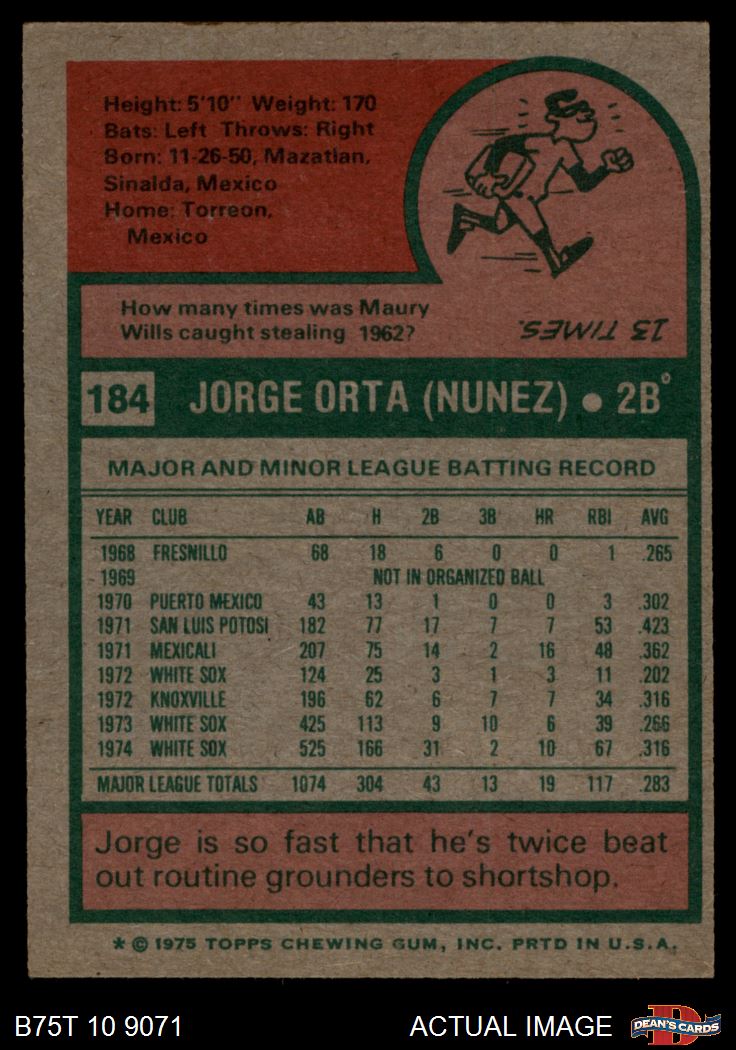 Height: 5'10" Weight: 170
Bats: Left Throws: Right
Born: 11-26-50, Mazatlan,
Sinalda, Mexico
Home: Torreon,
Mexico
How many times was Maury
Wills caught stealing 1962?
13 TIMES.
184 JORGE ORTA (NUNEZ) • 2B
MAJOR AND MINOR LEAGUE BATTING RECORD
YEAR CLUB AB H 2B 3B HR RBI AVG
1968 FRESNILLO 68 18 6 0 0 1 .265
1969 NOT IN ORGANIZED BALL
1970 PUERTO MEXICO 43 13 1 0 0 3 .302
1971 SAN LUIS POTOSI 182 77 17 7 7 53 .423
1971 MEXICALI 207 75 14 2 16 48 .362
1972 WHITE SOX 124 25 3 1 3 11 .202
1972 KNOXVILLE 196 62 6 7 7 34 .316
1973 WHITE SOX 425 113 9 10 6 39 .266
1974 WHITE SOX 525 166 31 2 10 67 .316
MAJOR LEAGUE TOTALS 1074 304 43 13 19 117 .283
Jorge is so fast that he's twice beat
out routine grounders to shortshop.
* © 1975 TOPPS CHEWING GUM, INC. PRTD IN U.S.A.
B75T 10 9071 ACTUAL IMAGE
DEAN'S CARDS